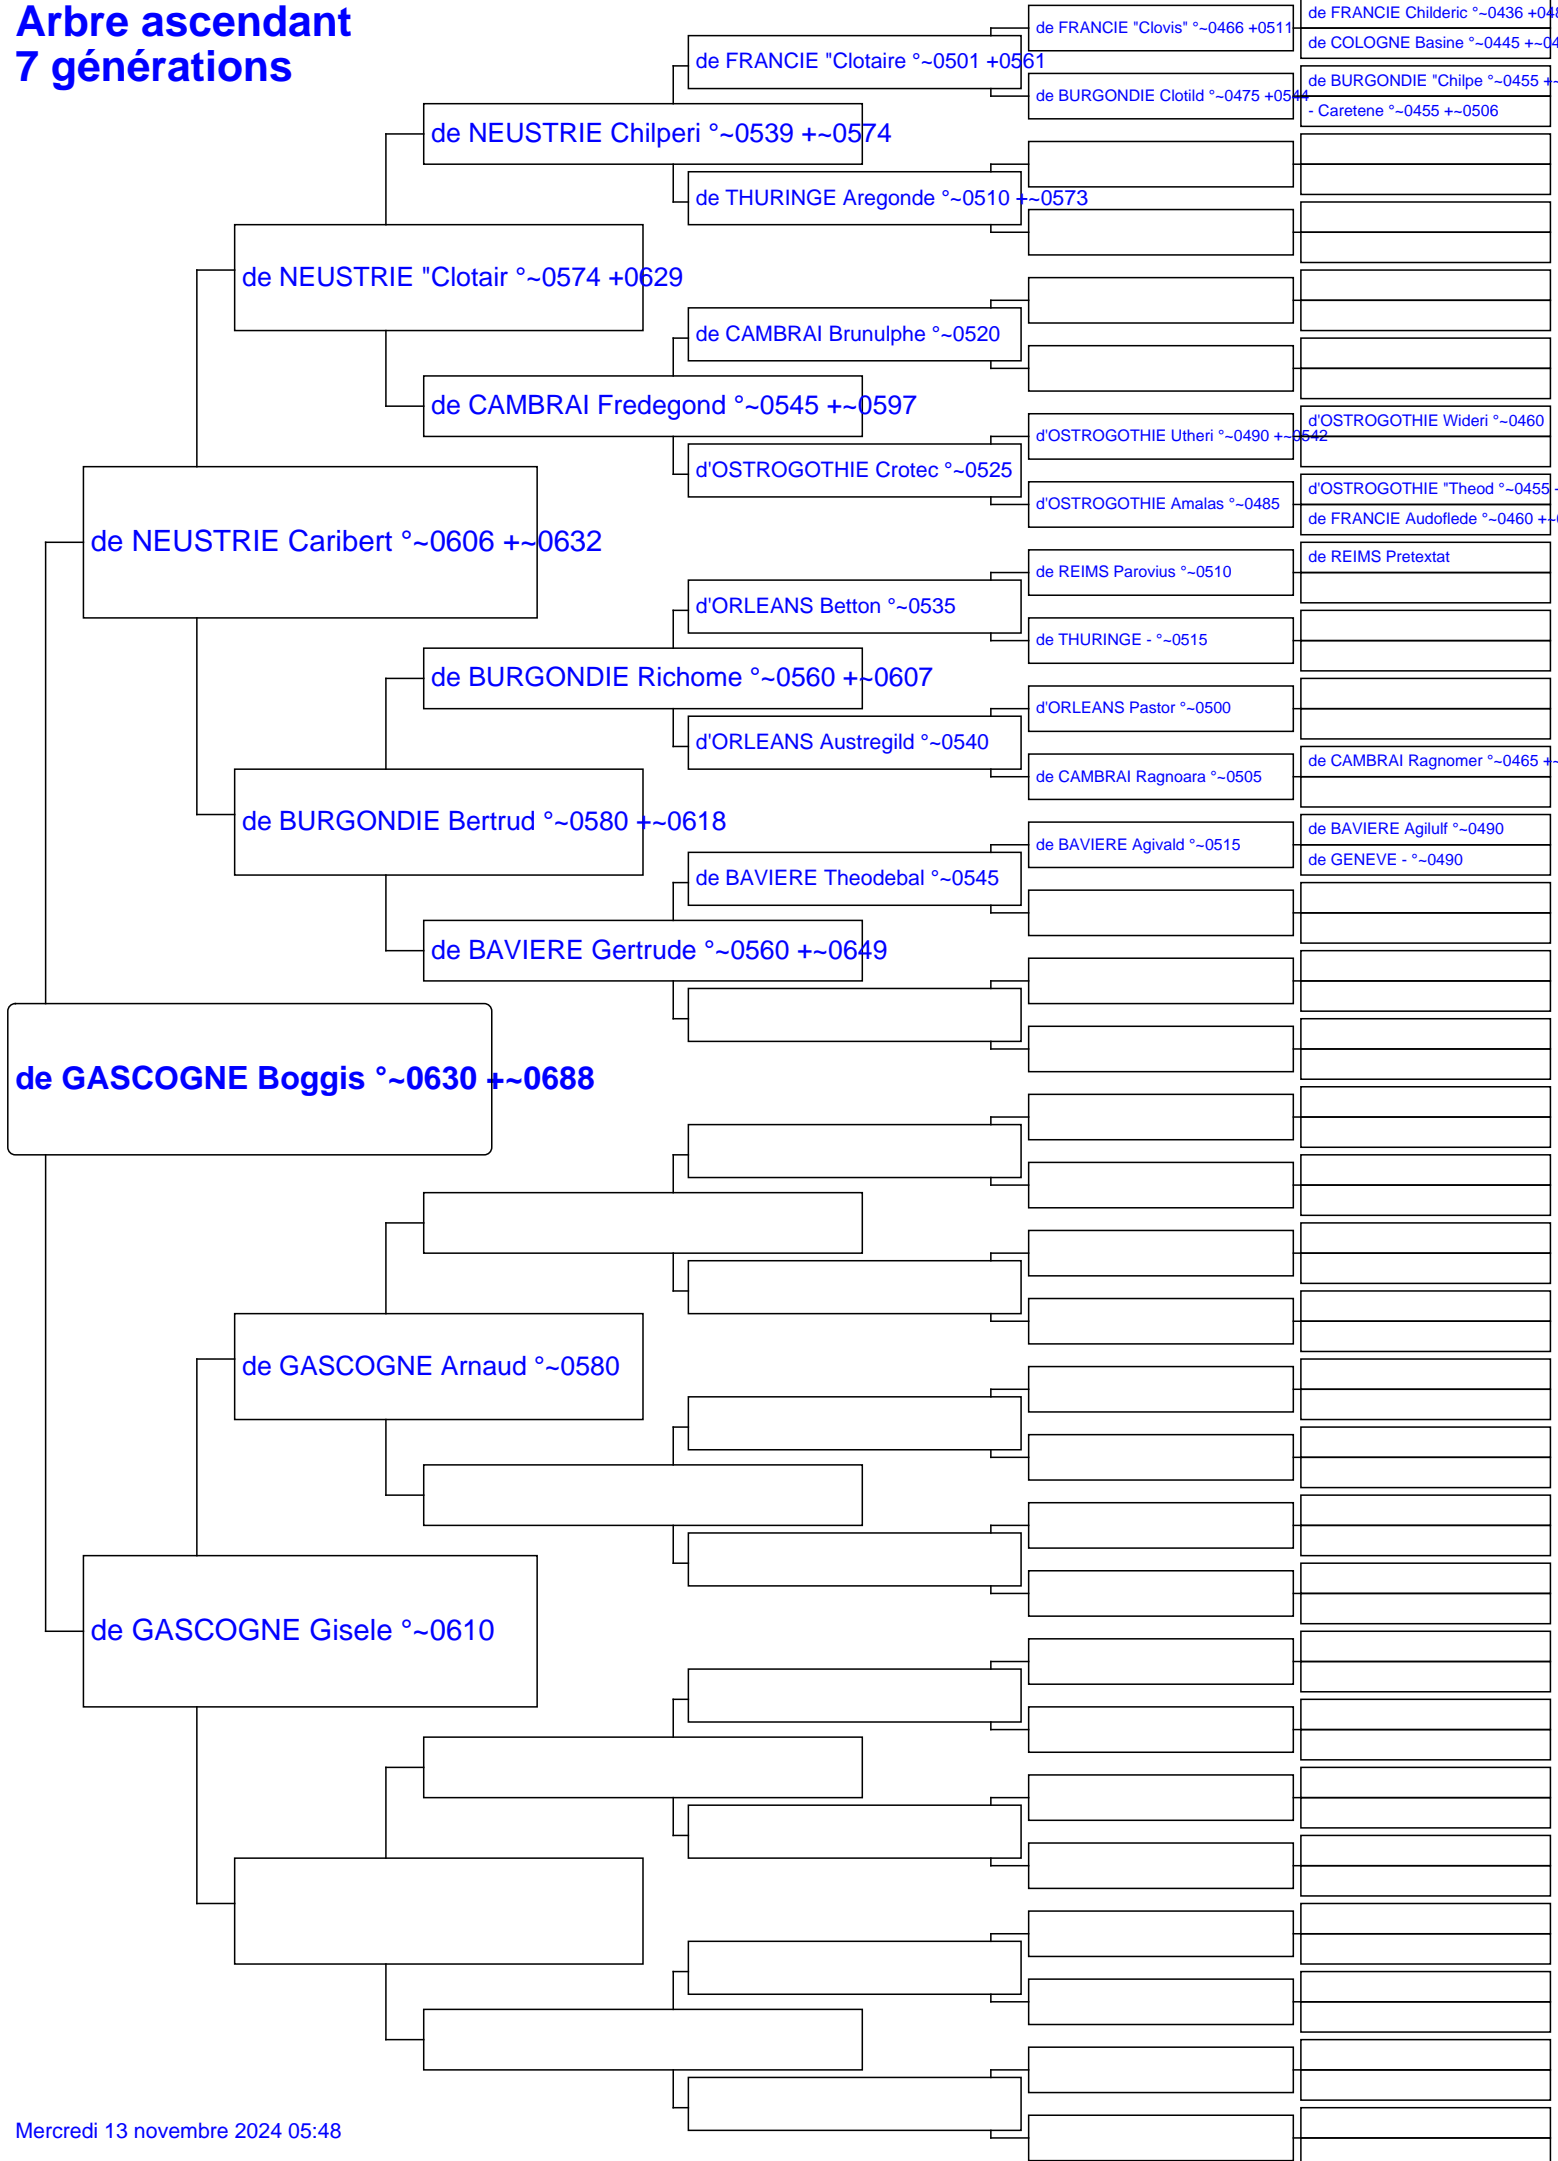 Arbre ascendant
7 générations
de FRANCIE Childeric °~0436 +048
de FRANCIE "Clovis" °~0466 +0511
de COLOGNE Basine °~0445 +~04
de FRANCIE "Clotaire °~0501 +0561
de BURGONDIE "Chilpe °~0455 +~
de BURGONDIE Clotild °~0475 +0544
- Caretene °~0455 +~0506
de NEUSTRIE Chilperi °~0539 +~0574
de THURINGE Aregonde °~0510 +~0573
de NEUSTRIE "Clotair °~0574 +0629
de CAMBRAI Brunulphe °~0520
de CAMBRAI Fredegond °~0545 +~0597
d'OSTROGOTHIE Wideri °~0460
d'OSTROGOTHIE Utheri °~0490 +~0542
d'OSTROGOTHIE Crotec °~0525
d'OSTROGOTHIE "Theod °~0455
d'OSTROGOTHIE Amalas °~0485
de FRANCIE Audoflede °~0460 +~
de NEUSTRIE Caribert °~0606 +~0632
de REIMS Pretextat
de REIMS Parovius °~0510
d'ORLEANS Betton °~0535
de THURINGE - °~0515
de BURGONDIE Richome °~0560 +~0607
d'ORLEANS Pastor °~0500
d'ORLEANS Austregild °~0540
de CAMBRAI Ragnomer °~0465 +~
de CAMBRAI Ragnoara °~0505
de BURGONDIE Bertrud °~0580 +~0618
de BAVIERE Agilulf °~0490
de BAVIERE Agivald °~0515
de GENEVE - °~0490
de BAVIERE Theodebal °~0545
de BAVIERE Gertrude °~0560 +~0649
de GASCOGNE Boggis °~0630 +~0688
de GASCOGNE Arnaud °~0580
de GASCOGNE Gisele °~0610
Mercredi 13 novembre 2024 05:48